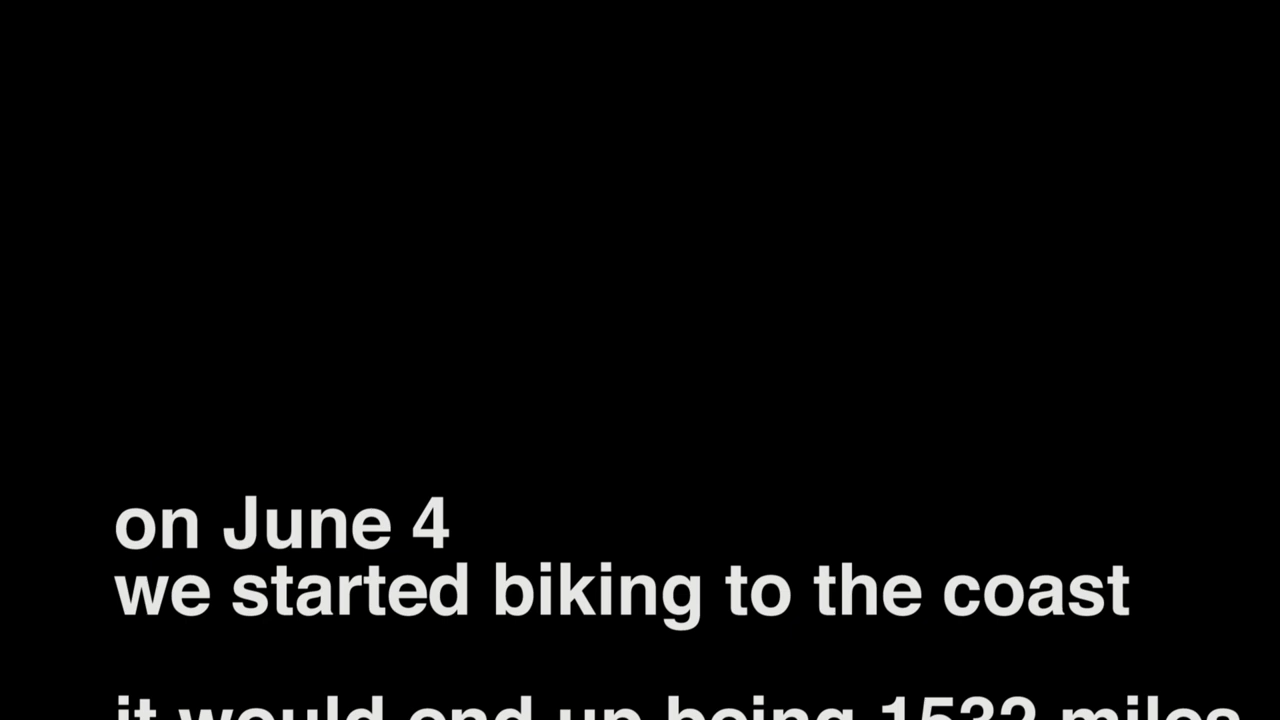 on June 4
we started biking to the coast
it would end up being 1532 miles